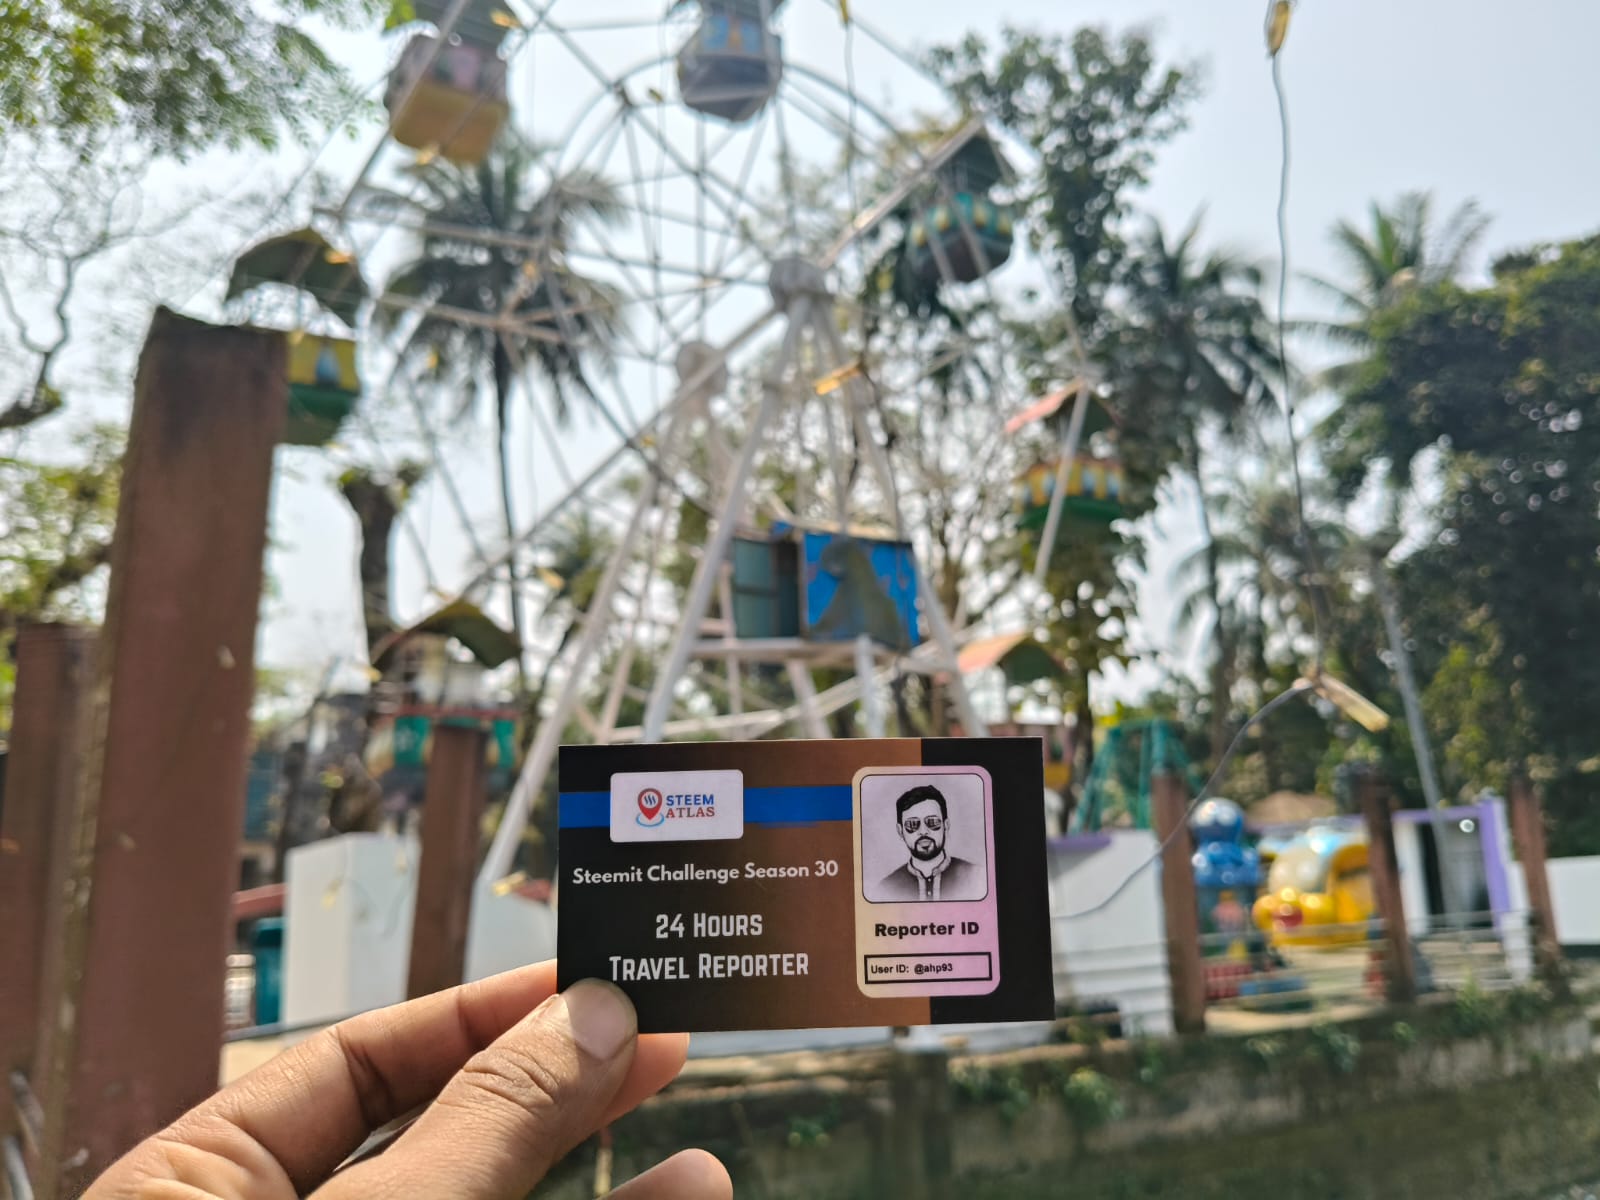 STEEM
ATLAS
Steemit Challenge Season 30
24 HOURS
TRAVEL REPORTER
Reporter ID
User ID: @ahp93